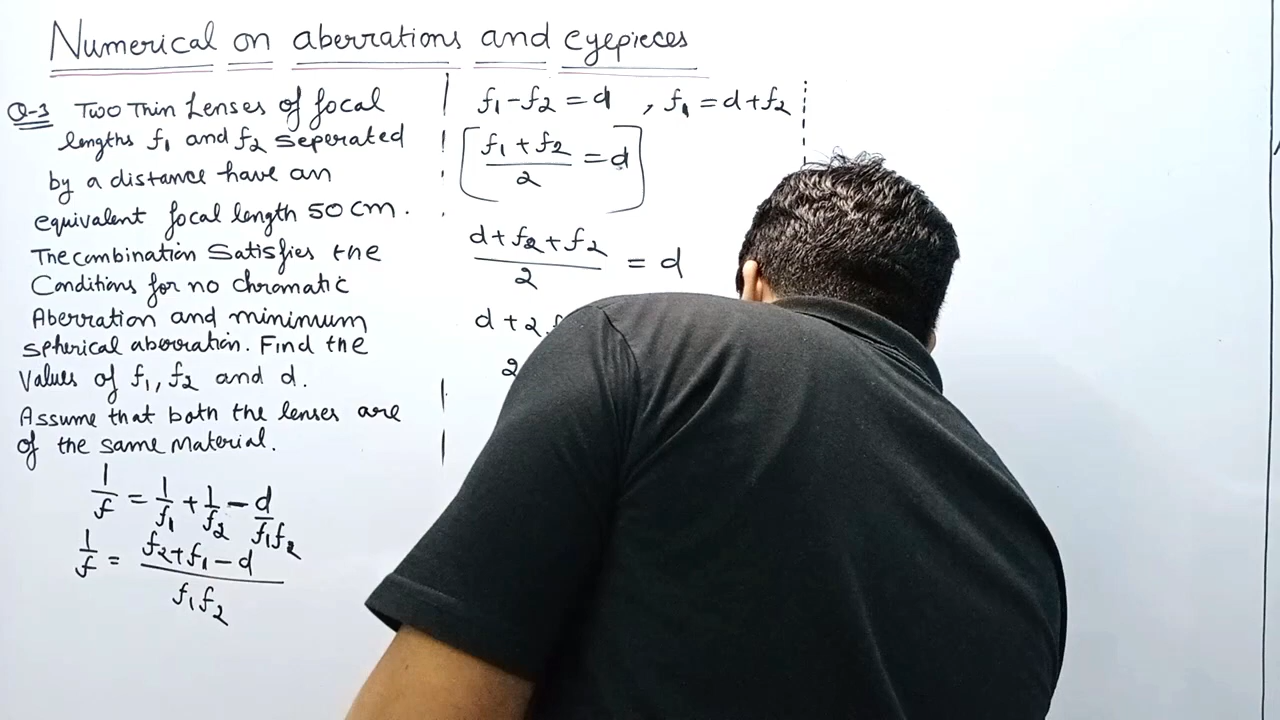 Numerical on aberrations and eyepieces
Q-3 Two Thin Lenses of focal
lengths f₁ and f₂ seperated
by a distance have an
equivalent focal length 50 cm.
The combination Satisfies the
Conditions for no chromatic
Aberration and minimum
spherical aberration. Find the
Values of f₁, f₂ and d.
Assume that both the lenses are
of the same Material.
1/f = 1/f₁ + 1/f₂ - d/f₁f₂
1/f = (f₂+f₁-d)/f₁f₂
f₁-f₂ = d , f₁ = d+f₂
[(f₁+f₂)/2 = d]
(d+f₂+f₂)/2 = d
d+2
2